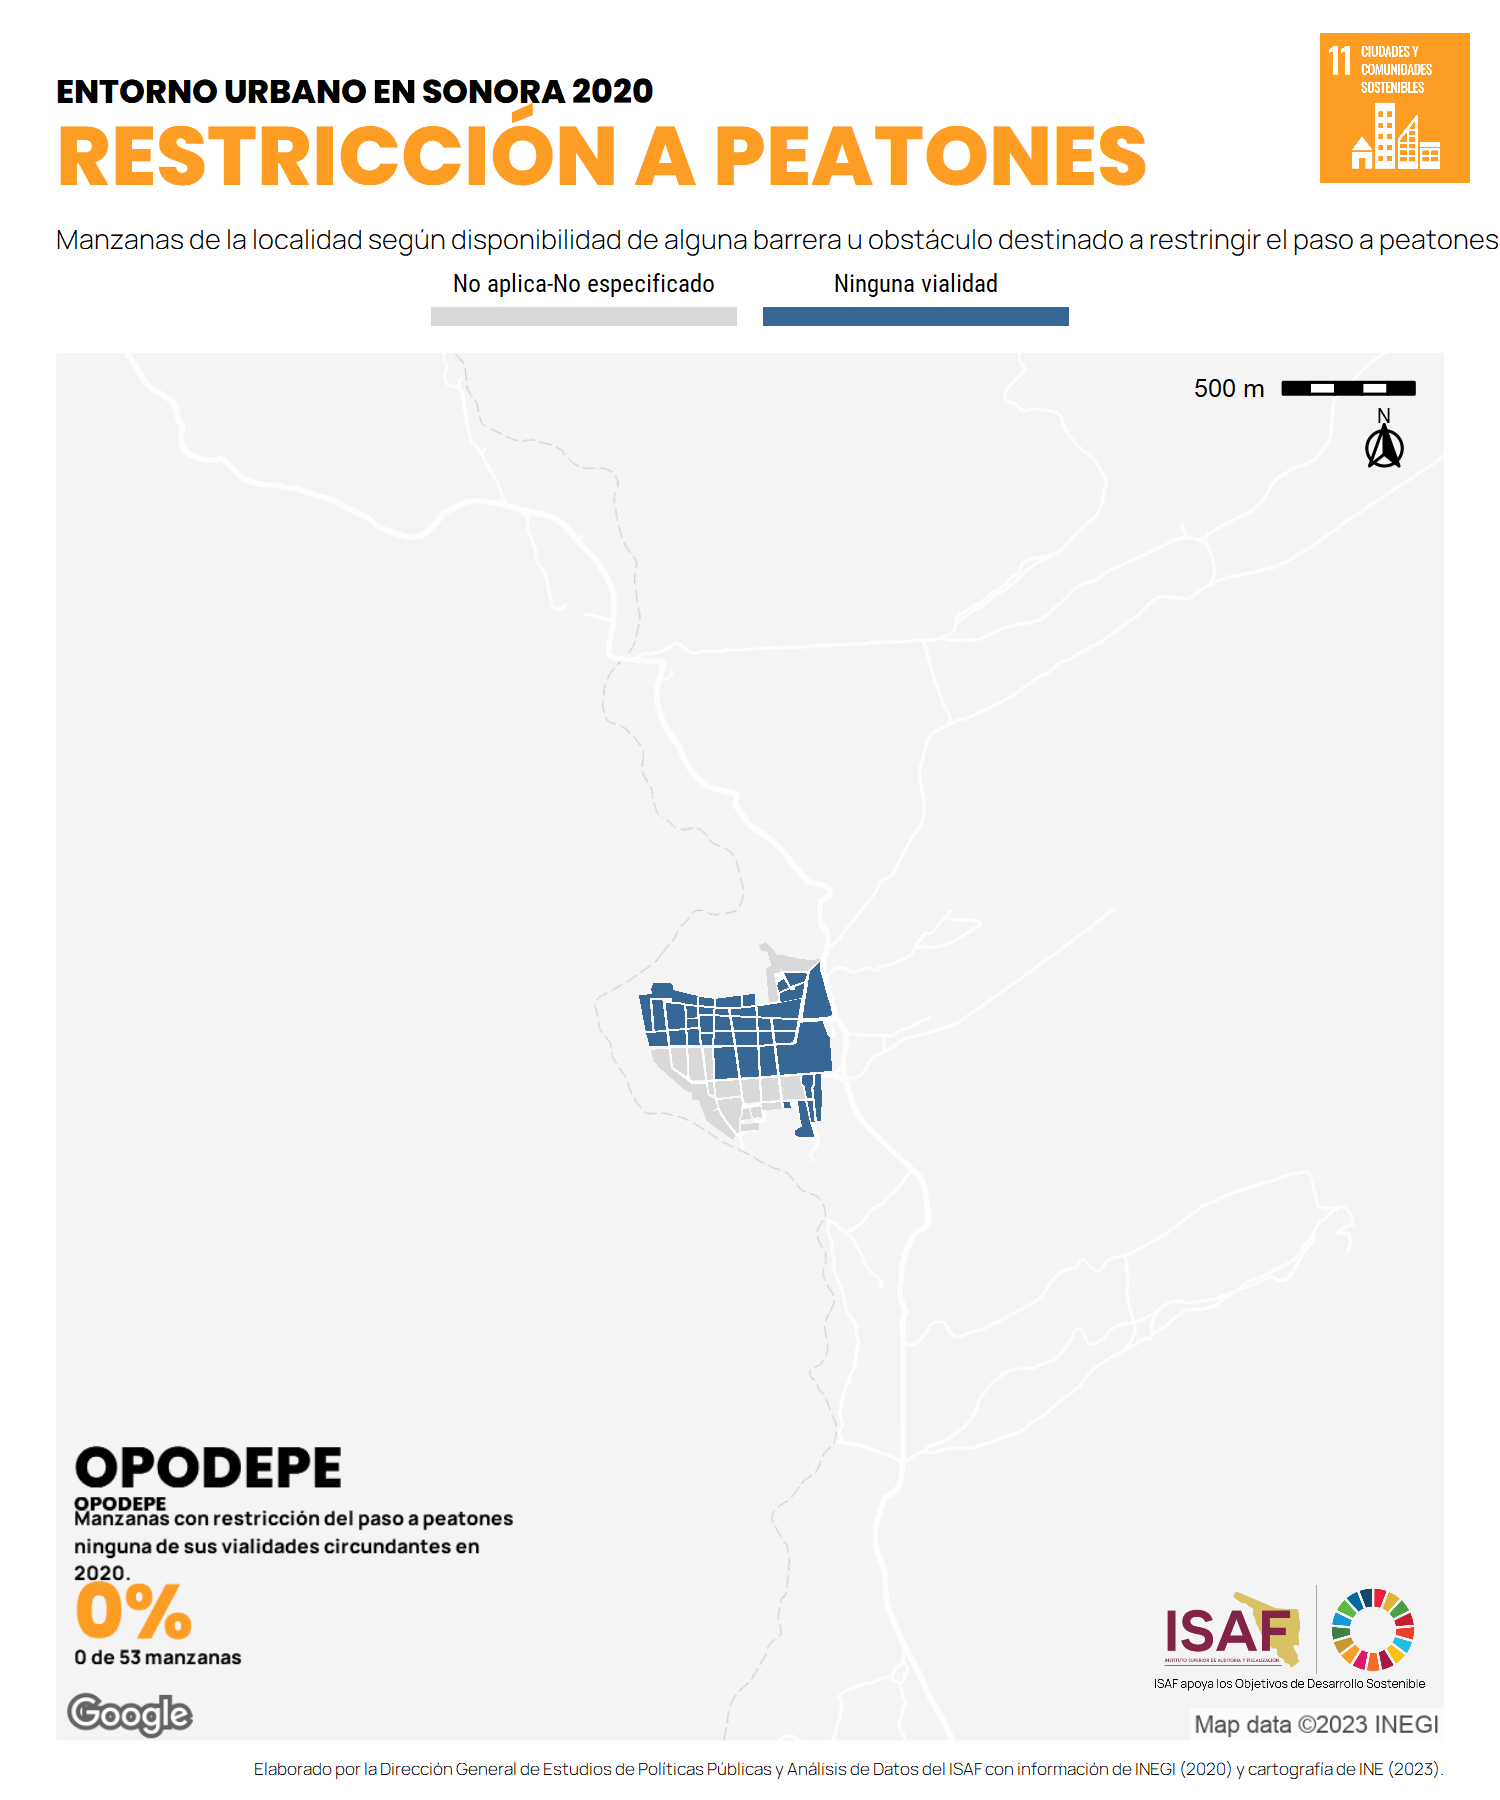 ENTORNO URBANO EN SONORA 2020
RESTRICCIÓN A PEATONES
11 CIUDADES Y
COMUNIDADES
SOSTENIBLES
Manzanas de la localidad según disponibilidad de alguna barrera u obstáculo destinado a restringir el paso a peatones
No aplica-No especificado
Ninguna vialidad
500 m
N
OPODEPE
OPODEPE
Manzanas con restricción del paso a peatones
ninguna de sus vialidades circundantes en
2020.
0%
0 de 53 manzanas
Google
ISAF
INSTITUTO SUPERIOR DE AUDITORÍA Y FISCALIZACIÓN
ISAF apoya los Objetivos de Desarrollo Sostenible
Map data ©2023 INEGI
Elaborado por la Dirección General de Estudios de Políticas Públicas y Análisis de Datos del ISAF con información de INEGI (2020) y cartografía de INE (2023).